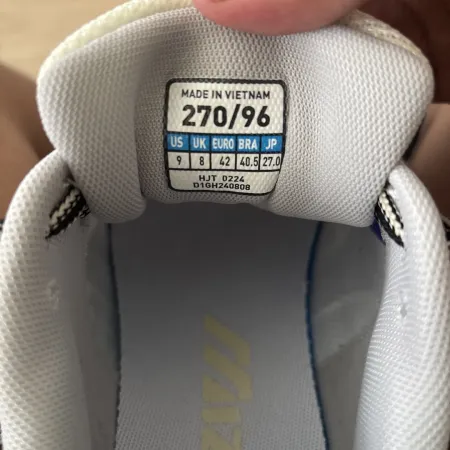 MADE IN VIETNAM
270/96
US UK EURO BRA JP
9 8 42 40.5 27.0
HJT 0224
D1GH240808